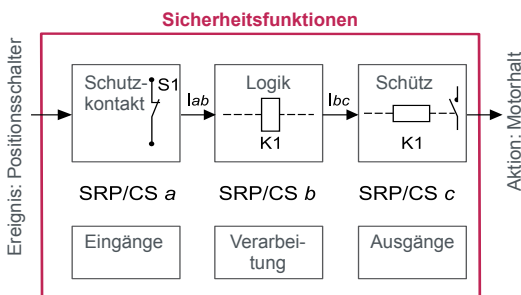 Sicherheitsfunktionen
Ereignis: Positionsschalter
Schutz-
kontakt
S1
Iab
Logik
K1
Ibc
Schütz
K1
Aktion: Motorhalt
SRP/CS a
SRP/CS b
SRP/CS c
Eingänge
Verarbei-
tung
Ausgänge